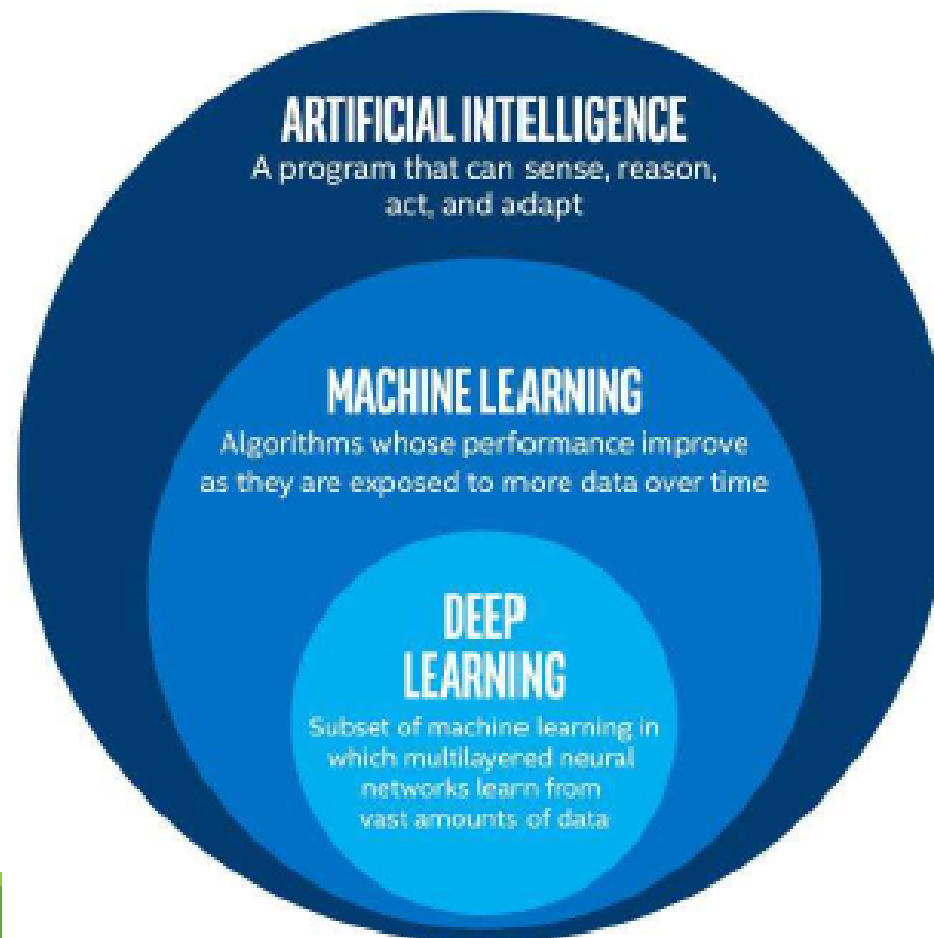 ARTIFICIAL INTELLIGENCE
A program that can sense, reason,
act, and adapt
MACHINE LEARNING
Algorithms whose performance improve
as they are exposed to more data over time
DEEP
LEARNING
Subset of machine learning in
which multilayered neural
networks learn from
vast amounts of data